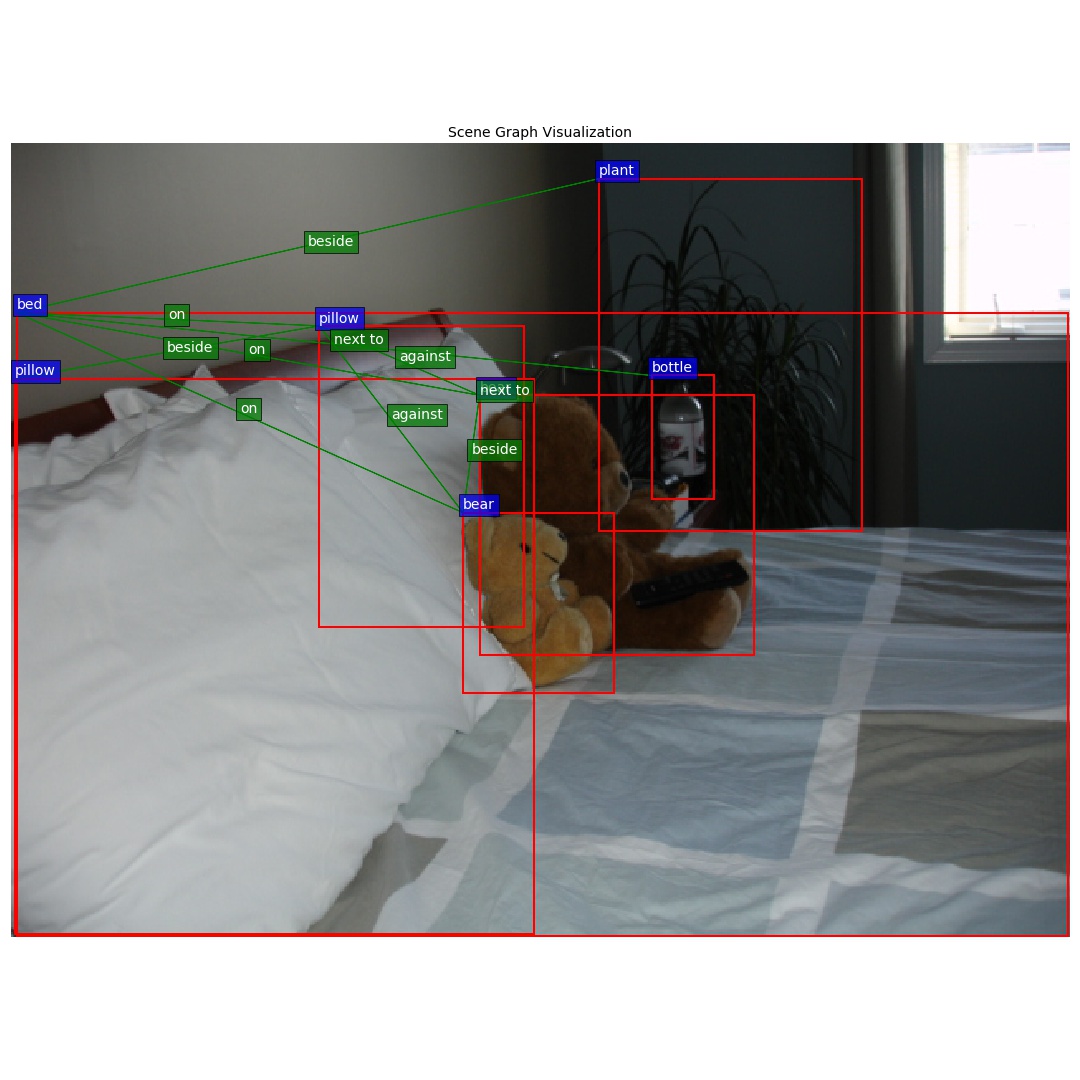 Scene Graph Visualization
plant
beside
bed
on
pillow
next to
beside
on
against
pillow
bottle
next to
on
against
beside
bear